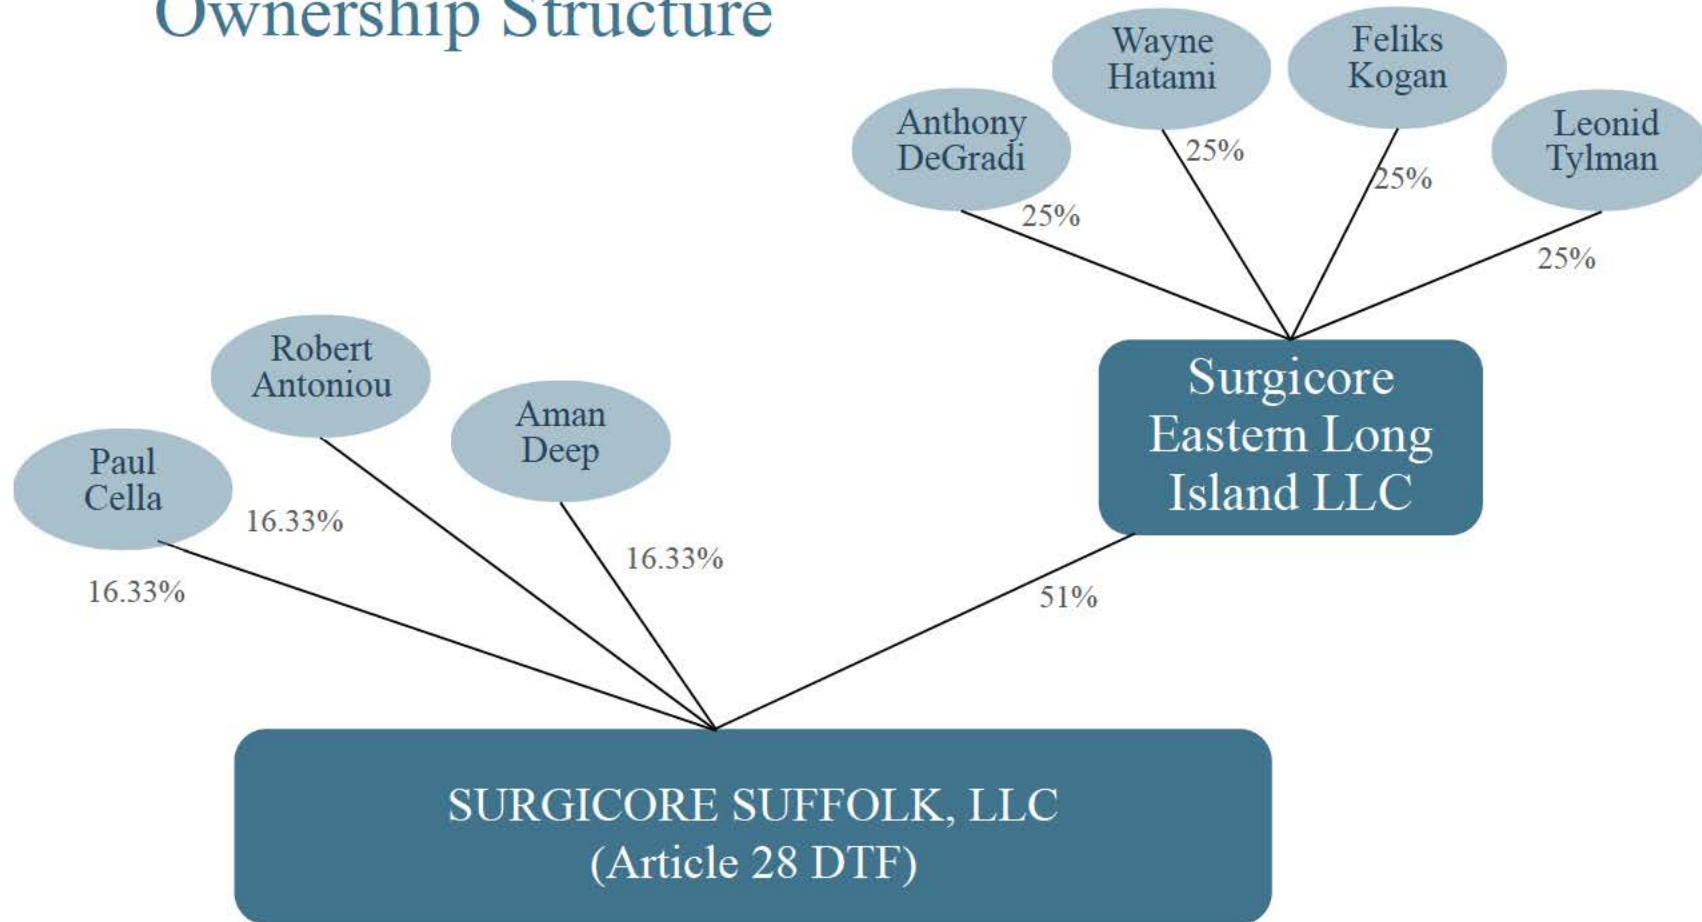 Ownership Structure
Wayne
Hatami
Feliks
Kogan
Anthony
DeGradi
Leonid
Tylman
25%
25%
25%
25%
Robert
Antoniou
Aman
Deep
Paul
Cella
Surgicore
Eastern Long
Island LLC
16.33%
16.33%
16.33%
51%
SURGICORE SUFFOLK, LLC
(Article 28 DTF)